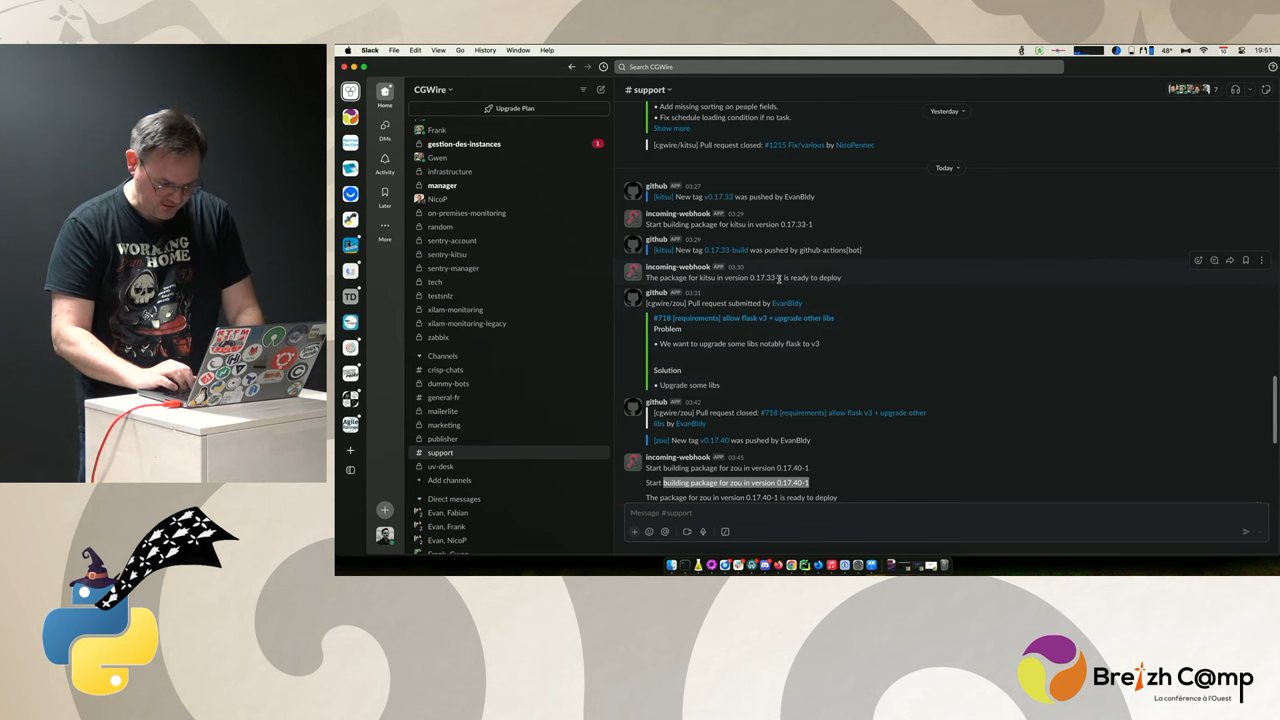 Slack File Edit View Go History Window Help
48°
10
19:51
Search CGWire
CGWire
# support
7
Upgrade Plan
Home
DMs
Activity
Later
More
TD
Frank
gestion-des-instances 1
Gwen
infrastructure
manager
NicoP
on-premises-monitoring
random
sentry-account
sentry-kitsu
sentry-manager
tech
testsnlz
xilam-monitoring
xilam-monitoring-legacy
zabbix
Channels
crisp-chats
dummy-bots
general-fr
mailerlite
marketing
publisher
# support
uv-desk
Add channels
Direct messages
Evan, Fabian
Evan, Frank
Evan, NicoP
• Add missing sorting on people fields.
Yesterday
• Fix schedule loading condition if no task.
Show more
[cgwire/kitsu] Pull request closed: #1215 Fix/various by NicoPennec
Today
github APP 03:27
[kitsu] New tag v0.17.33 was pushed by EvanBldy
incoming-webhook APP 03:29
Start building package for kitsu in version 0.17.33-1
github APP 03:29
[kitsu] New tag 0.17.33-build was pushed by github-actions[bot]
incoming-webhook APP 03:30
The package for kitsu in version 0.17.33-1 is ready to deploy
github APP 03:31
[cgwire/zou] Pull request submitted by EvanBldy
#718 [requirements] allow flask v3 + upgrade other libs
Problem
• We want to upgrade some libs notably flask to v3
Solution
• Upgrade some libs
github APP 03:42
[cgwire/zou] Pull request closed: #718 [requirements] allow flask v3 + upgrade other
libs by EvanBldy
[zou] New tag v0.17.40 was pushed by EvanBldy
incoming-webhook APP 03:45
Start building package for zou in version 0.17.40-1
Start building package for zou in version 0.17.40-1
The package for zou in version 0.17.40-1 is ready to deploy
Message #support
WORKING
FROM
HOME
RTFM
Breizh C@mp
La conférence à l'Ouest